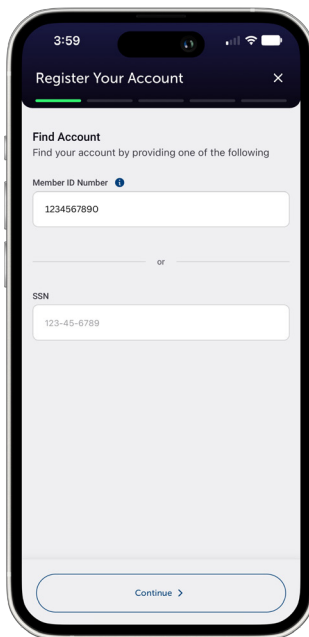 3:59
Register Your Account
Find Account
Find your account by providing one of the following
Member ID Number
1234567890
or
SSN
123-45-6789
Continue